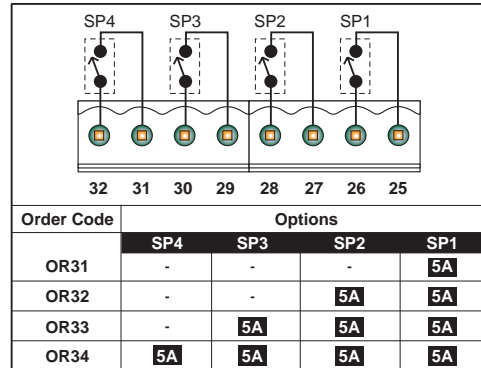 SP4 SP3 SP2 SP1
32 31 30 29 28 27 26 25
Order Code Options
SP4 SP3 SP2 SP1
OR31 - - - 5A
OR32 - - 5A 5A
OR33 - 5A 5A 5A
OR34 5A 5A 5A 5A